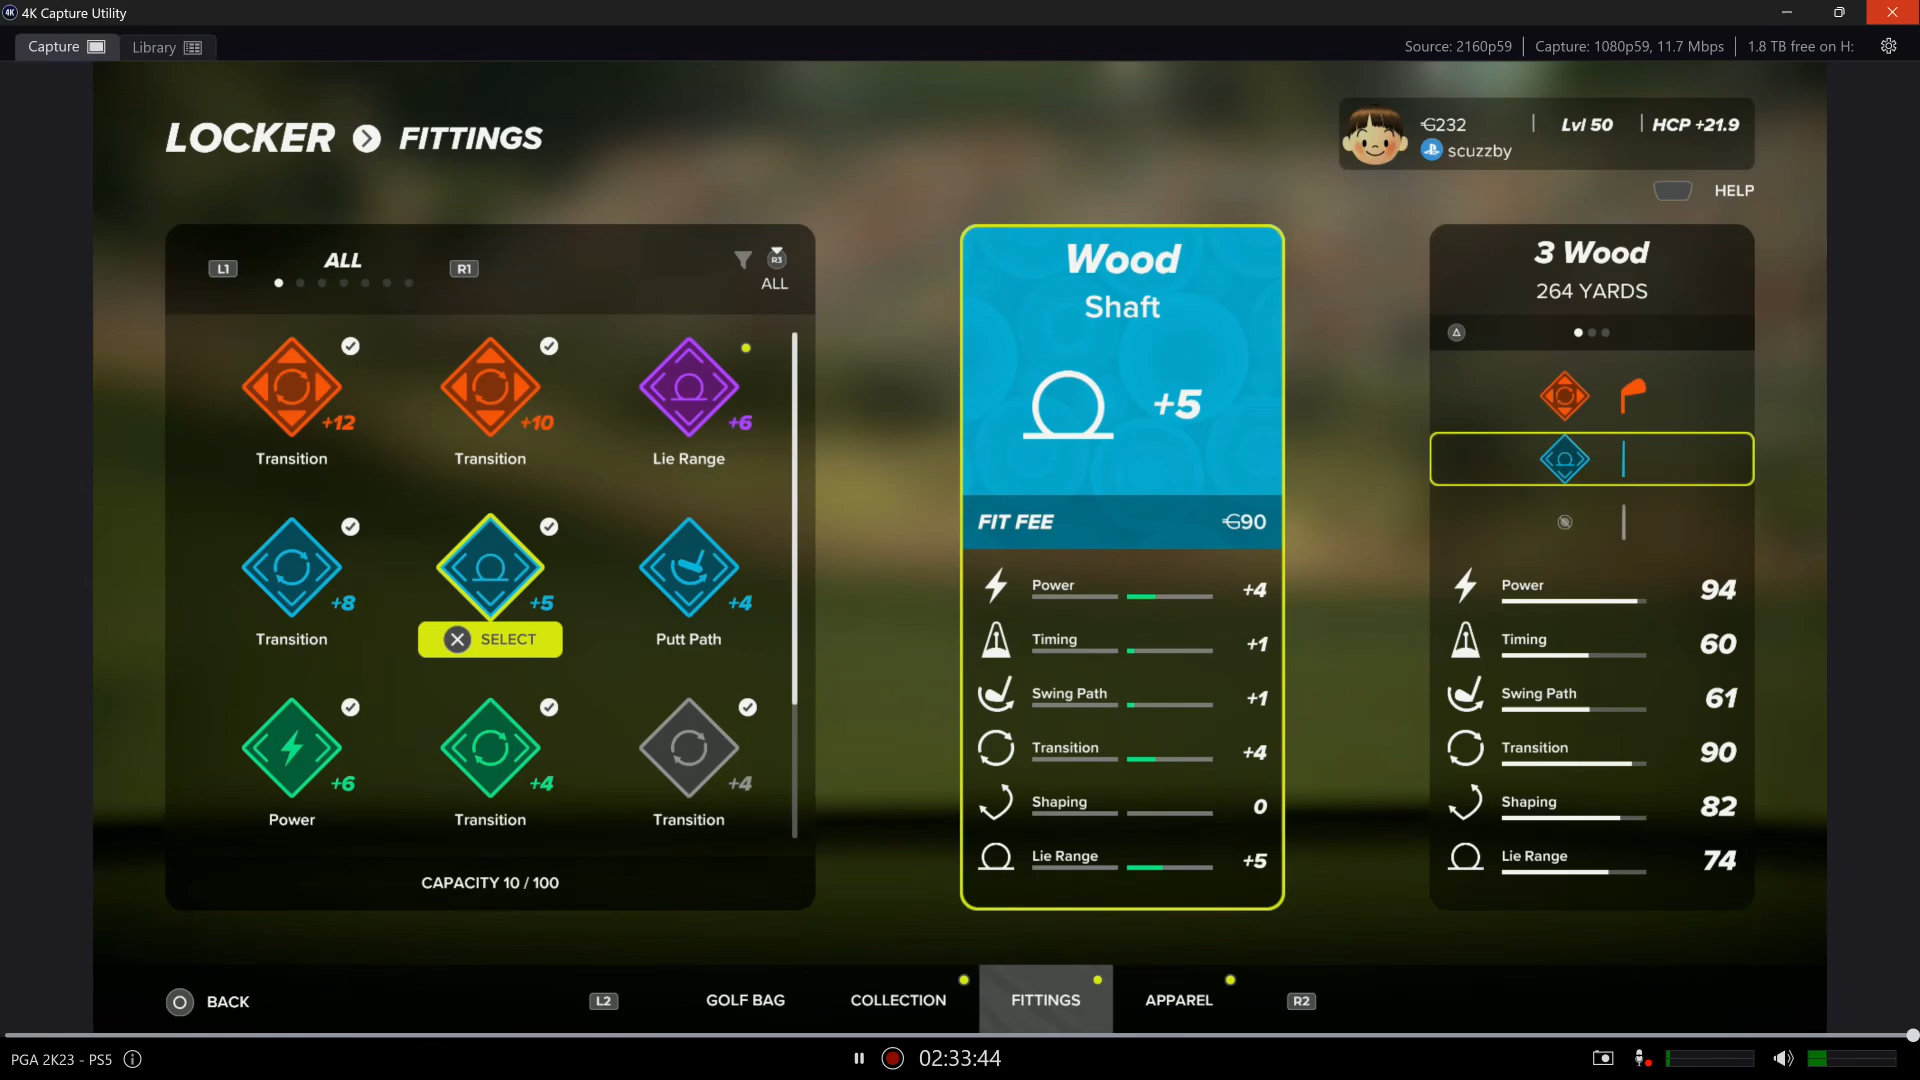 4K Capture Utility
Capture
Library
Source: 2160p59
Capture: 1080p59, 11.7 Mbps
1.8 TB free on H:
LOCKER
FITTINGS
G232
Lvl 50
HCP +21.9
scuzzby
HELP
L1
ALL
R1
R3
ALL
+12
Transition
+10
Transition
+6
Lie Range
+8
Transition
+5
SELECT
+4
Putt Path
+6
Power
+4
Transition
+4
Transition
CAPACITY 10 / 100
Wood
Shaft
+5
FIT FEE
G90
Power
+4
Timing
+1
Swing Path
+1
Transition
+4
Shaping
0
Lie Range
+5
3 Wood
264 YARDS
Power
94
Timing
60
Swing Path
61
Transition
90
Shaping
82
Lie Range
74
BACK
L2
GOLF BAG
COLLECTION
FITTINGS
APPAREL
R2
PGA 2K23 - PS5
02:33:44